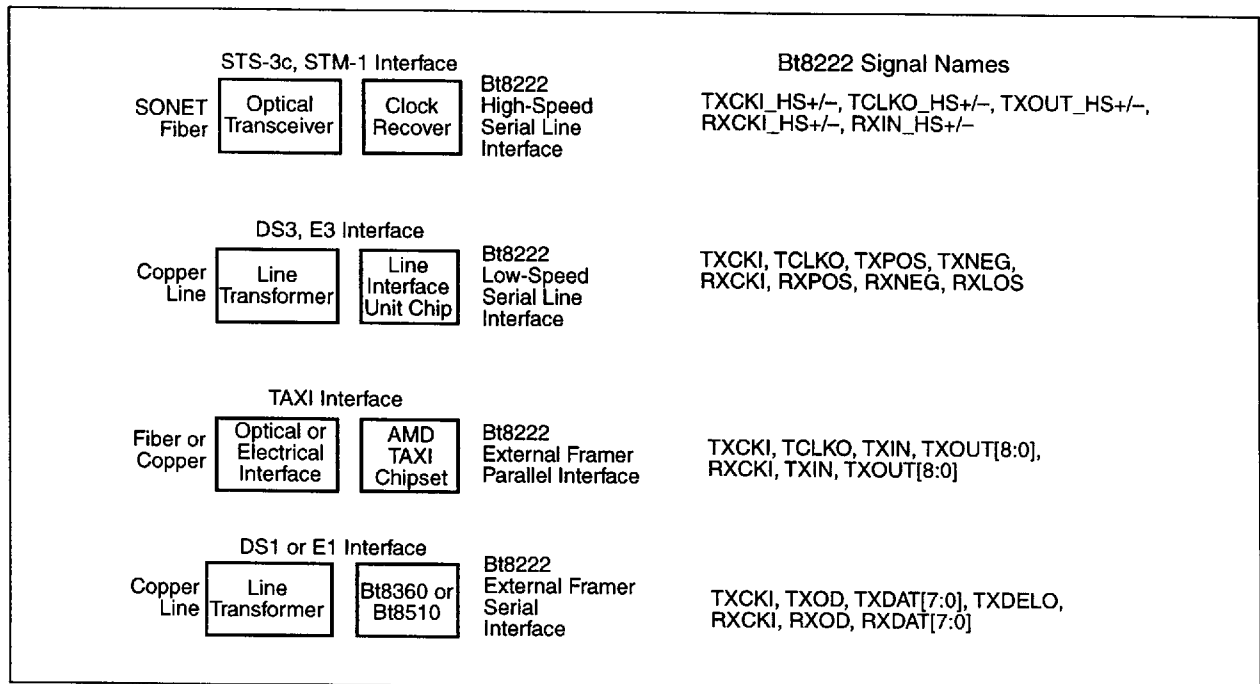 STS-3c, STM-1 Interface
Bt8222 Signal Names
SONET
Fiber
Optical
Transceiver
Clock
Recover
Bt8222
High-Speed
Serial Line
Interface
TXCKI_HS+/–, TCLKO_HS+/–, TXOUT_HS+/–,
RXCKI_HS+/–, RXIN_HS+/–
DS3, E3 Interface
Copper
Line
Line
Transformer
Line
Interface
Unit Chip
Bt8222
Low-Speed
Serial Line
Interface
TXCKI, TCLKO, TXPOS, TXNEG,
RXCKI, RXPOS, RXNEG, RXLOS
TAXI Interface
Fiber or
Copper
Optical or
Electrical
Interface
AMD
TAXI
Chipset
Bt8222
External Framer
Parallel Interface
TXCKI, TCLKO, TXIN, TXOUT[8:0],
RXCKI, TXIN, TXOUT[8:0]
DS1 or E1 Interface
Copper
Line
Line
Transformer
Bt8360 or
Bt8510
Bt8222
External Framer
Serial
Interface
TXCKI, TXOD, TXDAT[7:0], TXDELO,
RXCKI, RXOD, RXDAT[7:0]